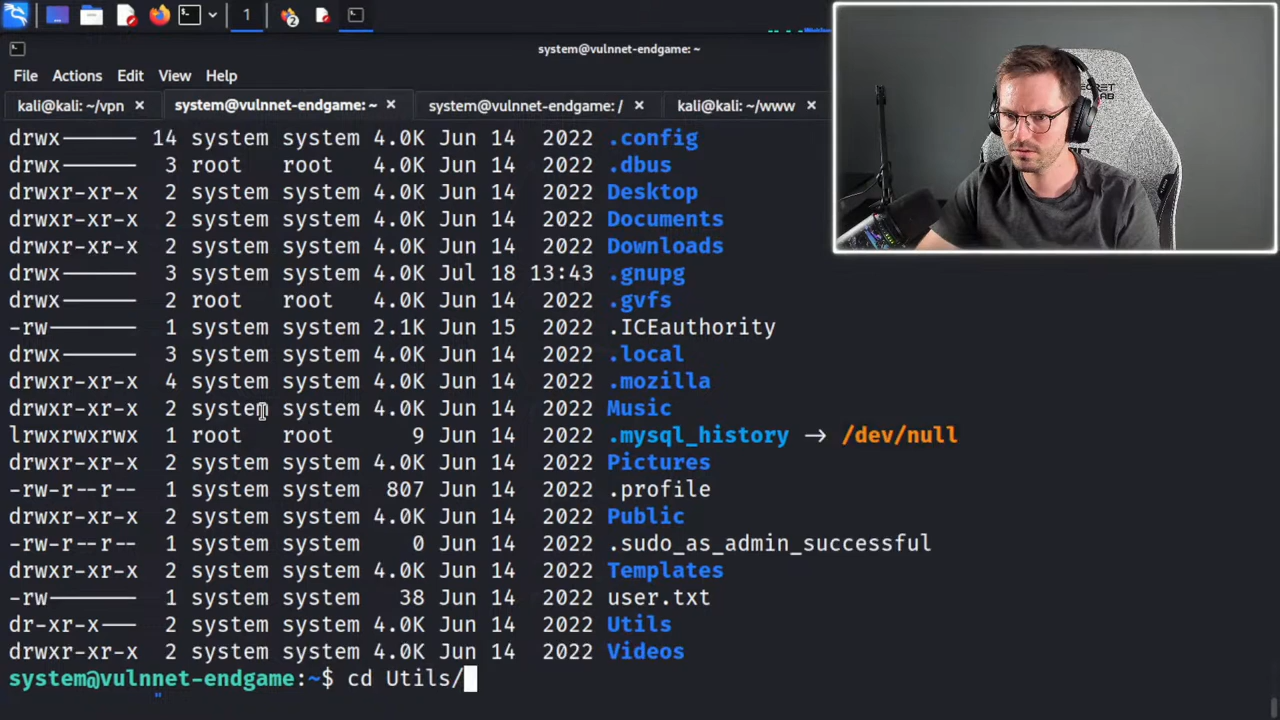 1
2
system@vulnnet-endgame: ~
File Actions Edit View Help
kali@kali: ~/vpn × system@vulnnet-endgame: ~ × system@vulnnet-endgame: / × kali@kali: ~/www ×
drwx------ 14 system system 4.0K Jun 14 2022 .config
drwx------ 3 root root 4.0K Jun 14 2022 .dbus
drwxr-xr-x 2 system system 4.0K Jun 14 2022 Desktop
drwxr-xr-x 2 system system 4.0K Jun 14 2022 Documents
drwxr-xr-x 2 system system 4.0K Jun 14 2022 Downloads
drwx------ 3 system system 4.0K Jul 18 13:43 .gnupg
drwx------ 2 root root 4.0K Jun 14 2022 .gvfs
-rw------- 1 system system 2.1K Jun 15 2022 .ICEauthority
drwx------ 3 system system 4.0K Jun 14 2022 .local
drwxr-xr-x 4 system system 4.0K Jun 14 2022 .mozilla
drwxr-xr-x 2 system system 4.0K Jun 14 2022 Music
lrwxrwxrwx 1 root root 9 Jun 14 2022 .mysql_history -> /dev/null
drwxr-xr-x 2 system system 4.0K Jun 14 2022 Pictures
-rw-r--r-- 1 system system 807 Jun 14 2022 .profile
drwxr-xr-x 2 system system 4.0K Jun 14 2022 Public
-rw-r--r-- 1 system system 0 Jun 14 2022 .sudo_as_admin_successful
drwxr-xr-x 2 system system 4.0K Jun 14 2022 Templates
-rw------- 1 system system 38 Jun 14 2022 user.txt
dr-xr-x--- 2 system system 4.0K Jun 14 2022 Utils
drwxr-xr-x 2 system system 4.0K Jun 14 2022 Videos
system@vulnnet-endgame:~$ cd Utils/